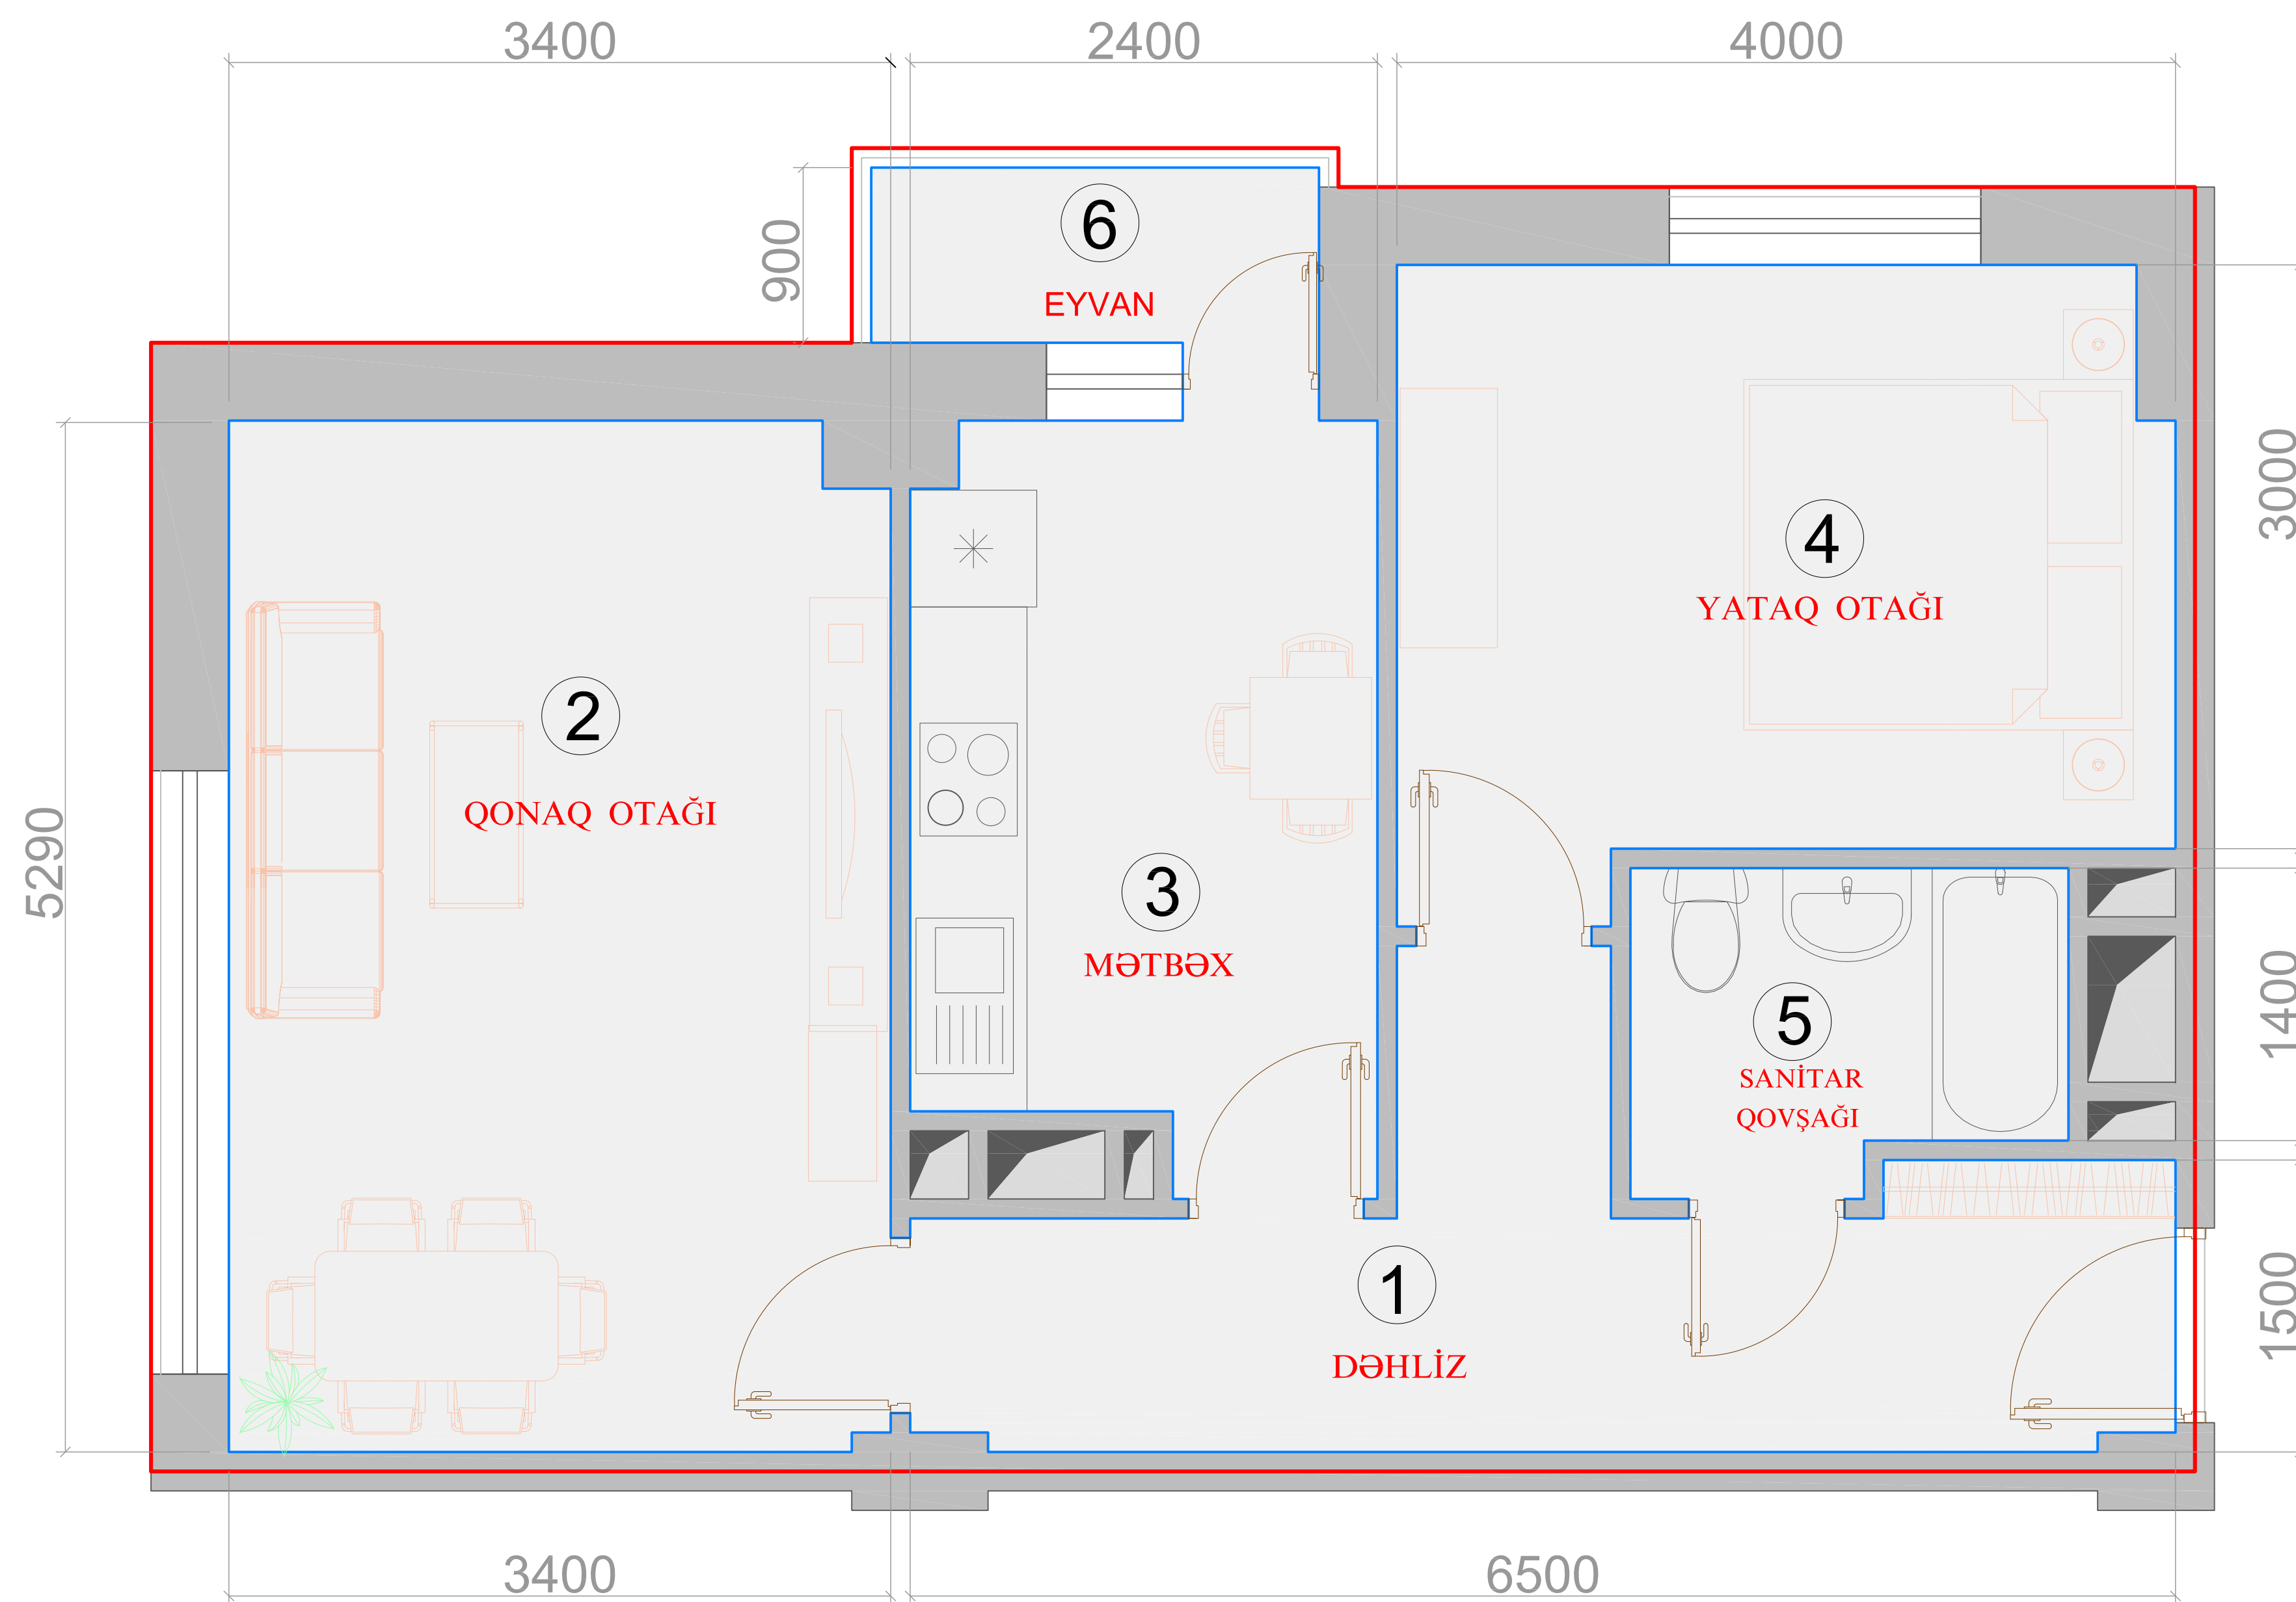 3400
2400
4000
6
EYVAN
900
4
YATAQ OTAĞI
3000
2
QONAQ OTAĞI
5290
3
MƏTBƏX
5
SANİTAR
QOVŞAĞI
1400
1
DƏHLİZ
1500
3400
6500